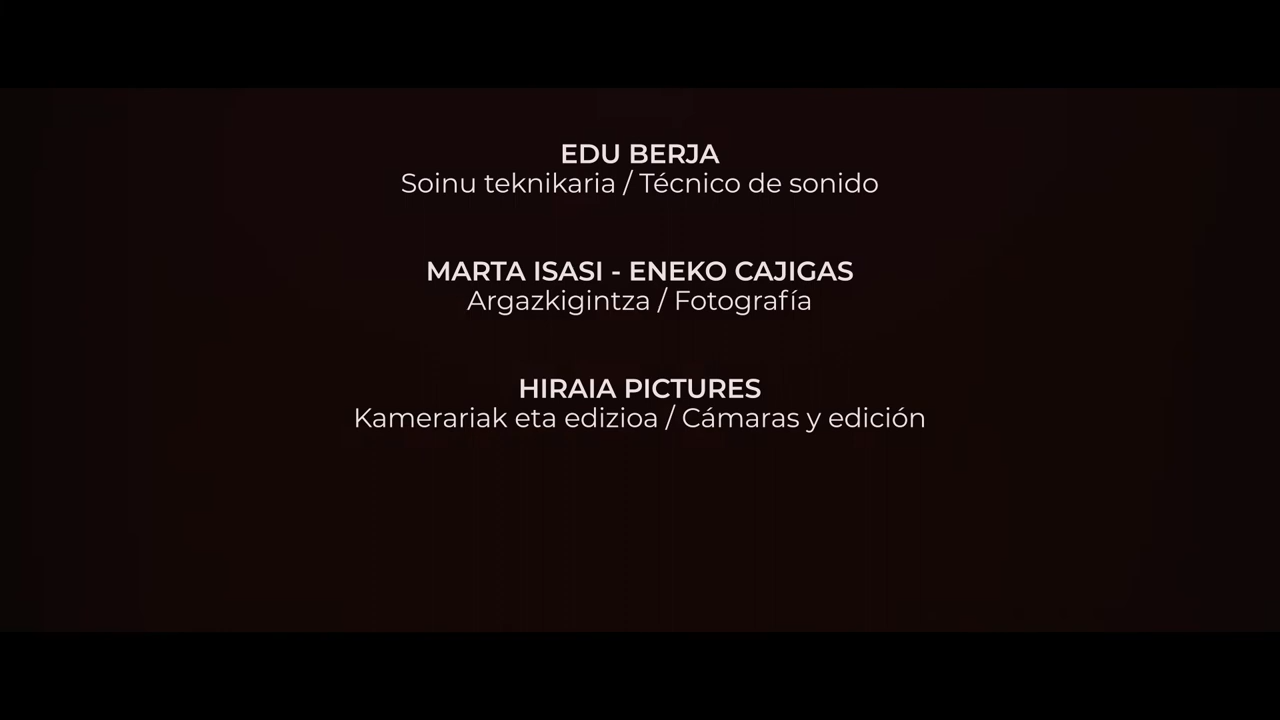 EDU BERJA
Soinu teknikaria / Técnico de sonido
MARTA ISASI - ENEKO CAJIGAS
Argazkigintza / Fotografía
HIRAIA PICTURES
Kamerariak eta edizioa / Cámaras y edición